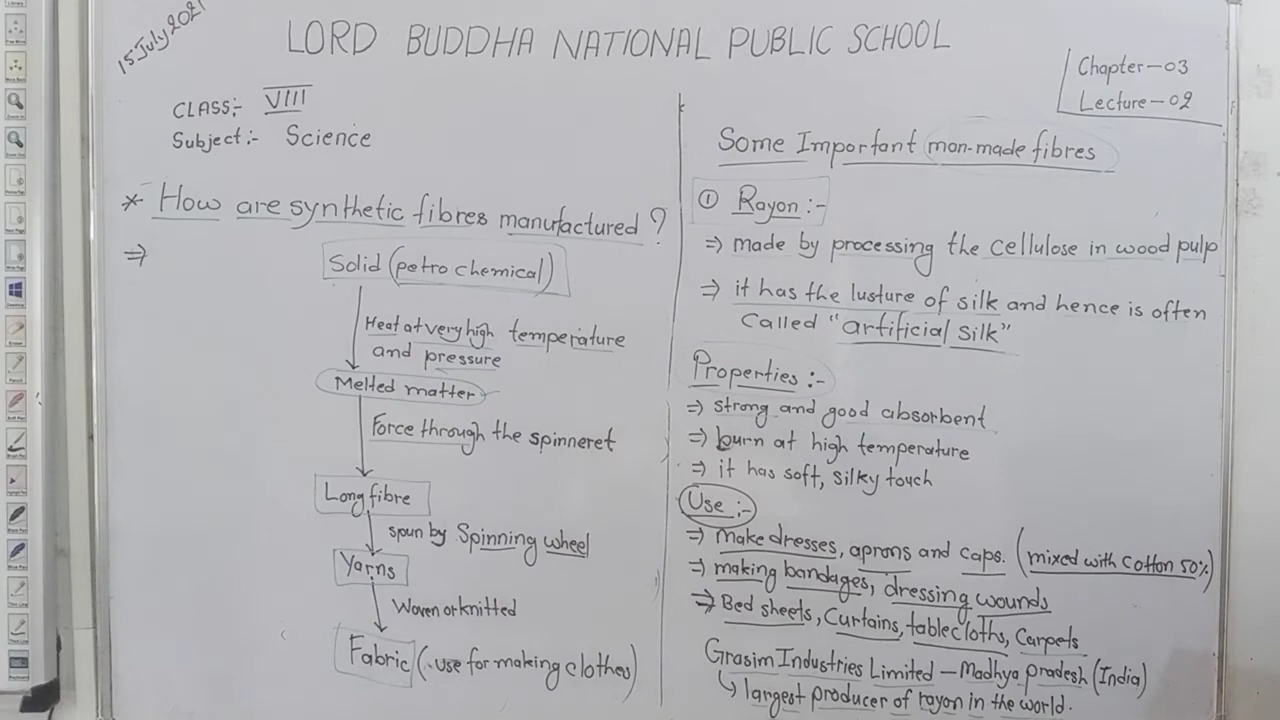 15 July 2021
LORD BUDDHA NATIONAL PUBLIC SCHOOL
Chapter-03
Lecture-02
CLASS:- VIII
Subject:- Science
* How are synthetic fibres manufactured?
⇒
Solid (petro chemical)
Heat at very high temperature
and pressure
Melted matter
Force through the spinneret
Long fibre
spun by Spinning wheel
Yarns
Woven or knitted
Fabric (use for making clothes)
Some Important man-made fibres
① Rayon:-
⇒ made by processing the cellulose in wood pulp
⇒ it has the lusture of silk and hence is often
called "artificial silk"
Properties:-
⇒ strong and good absorbent
⇒ burn at high temperature
⇒ it has soft, silky touch
Use:-
⇒ make dresses, aprons and caps. (mixed with cotton 50%)
⇒ making bandages, dressing wounds
⇒ Bed sheets, Curtains, tablecloths, Carpets
Grasim Industries Limited - Madhya pradesh (India)
↳ largest producer of rayon in the world.